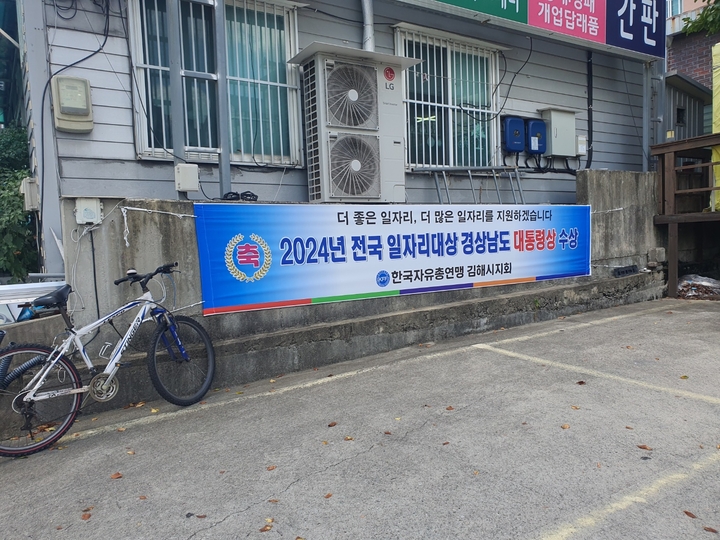 개업답례품
간판
LG
더 좋은 일자리, 더 많은 일자리를 지원하겠습니다
축
2024년 전국 일자리대상 경상남도 대통령상 수상
한국자유총연맹 김해시지회